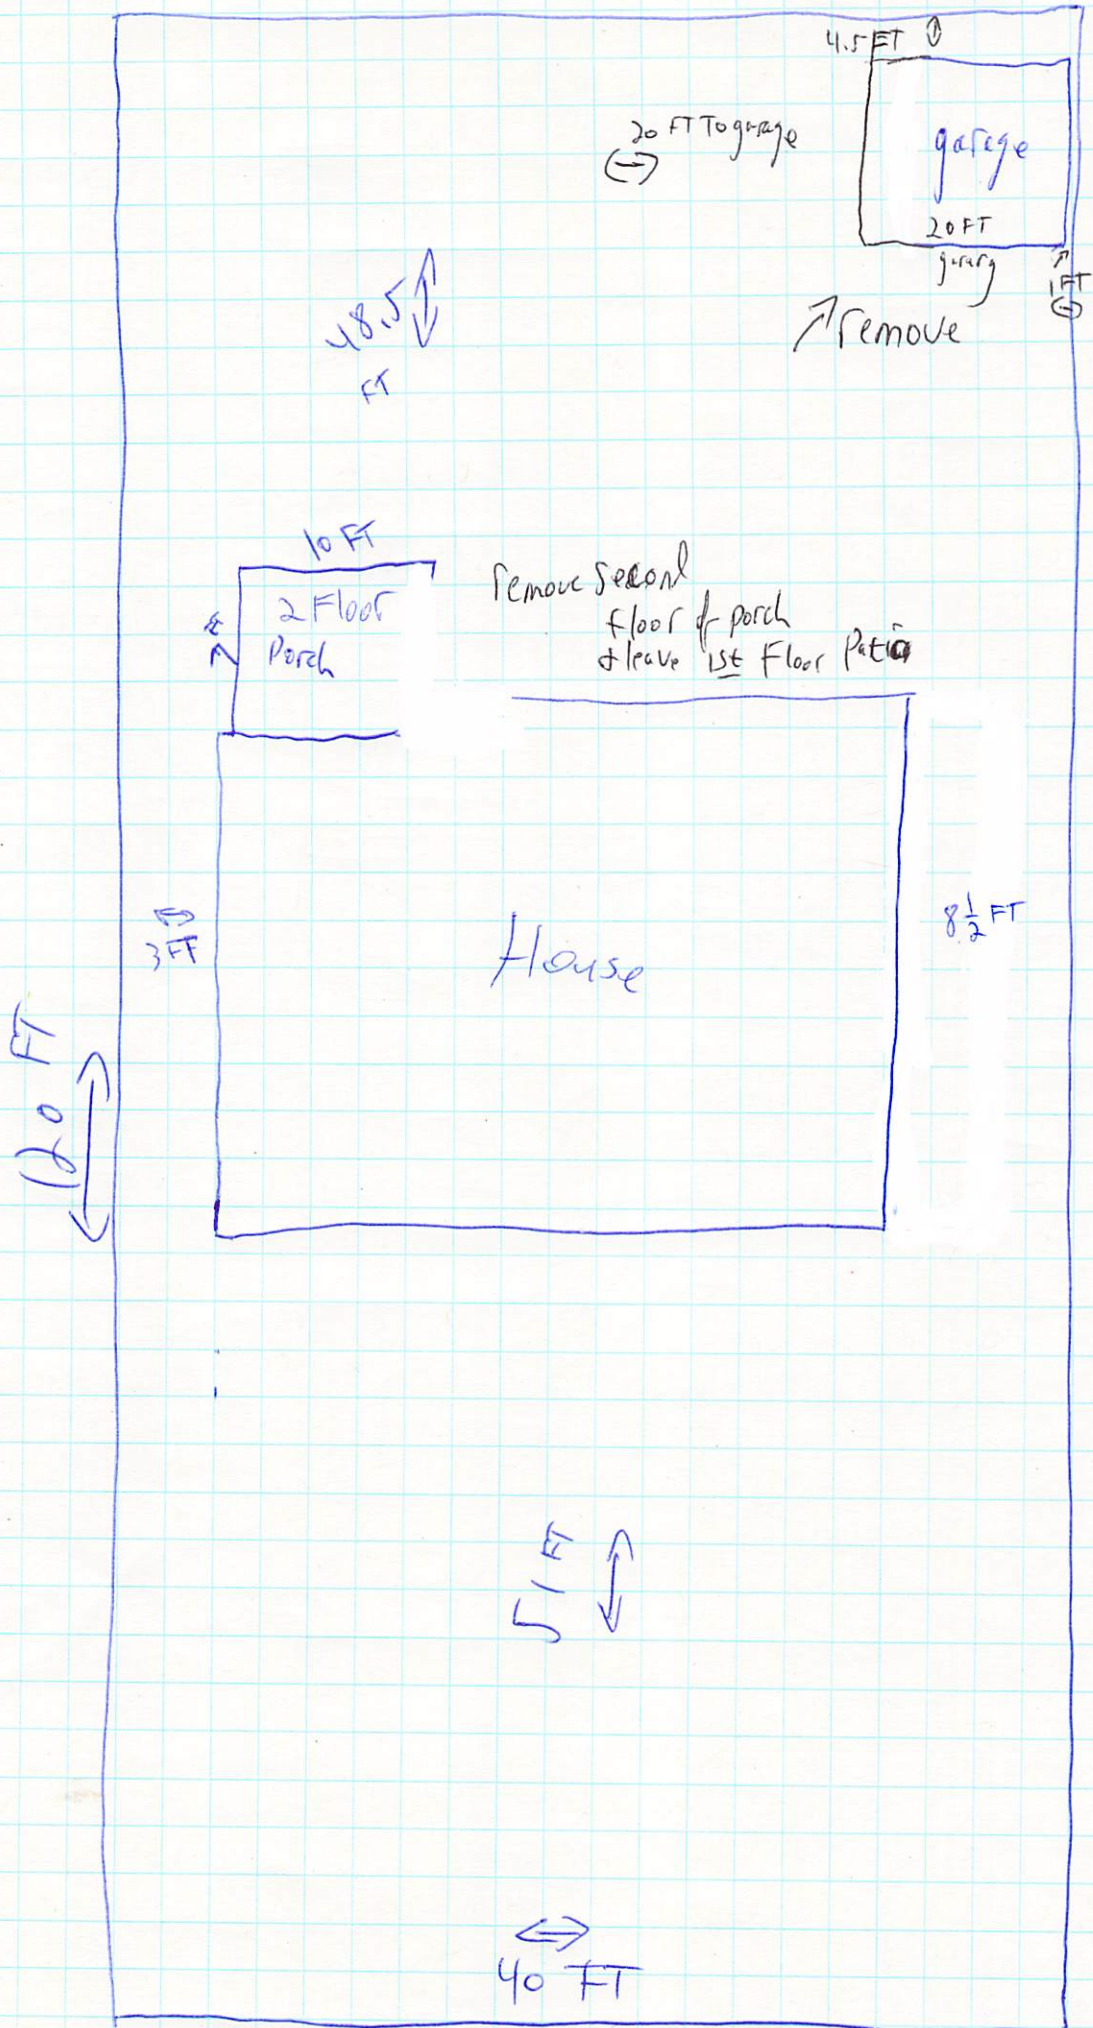 4.5 FT
20 FT To garage
garage
20 FT
1 FT
48.5
FT
remove
10 FT
2 Floor
Porch
7 ft
remove second
floor of porch
& leave 1st Floor Patio
3 FT
House
8 1/2 FT
120 FT
51 FT
40 FT